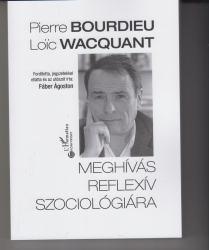 Pierre BOURDIEU
Loïc WACQUANT
Fordította, jegyzetekkel
ellátta és az utószót írta:
Fáber Ágoston
L'Harmattan
MEGHÍVÁS
REFLEXÍV
SZOCIOLÓGIÁRA